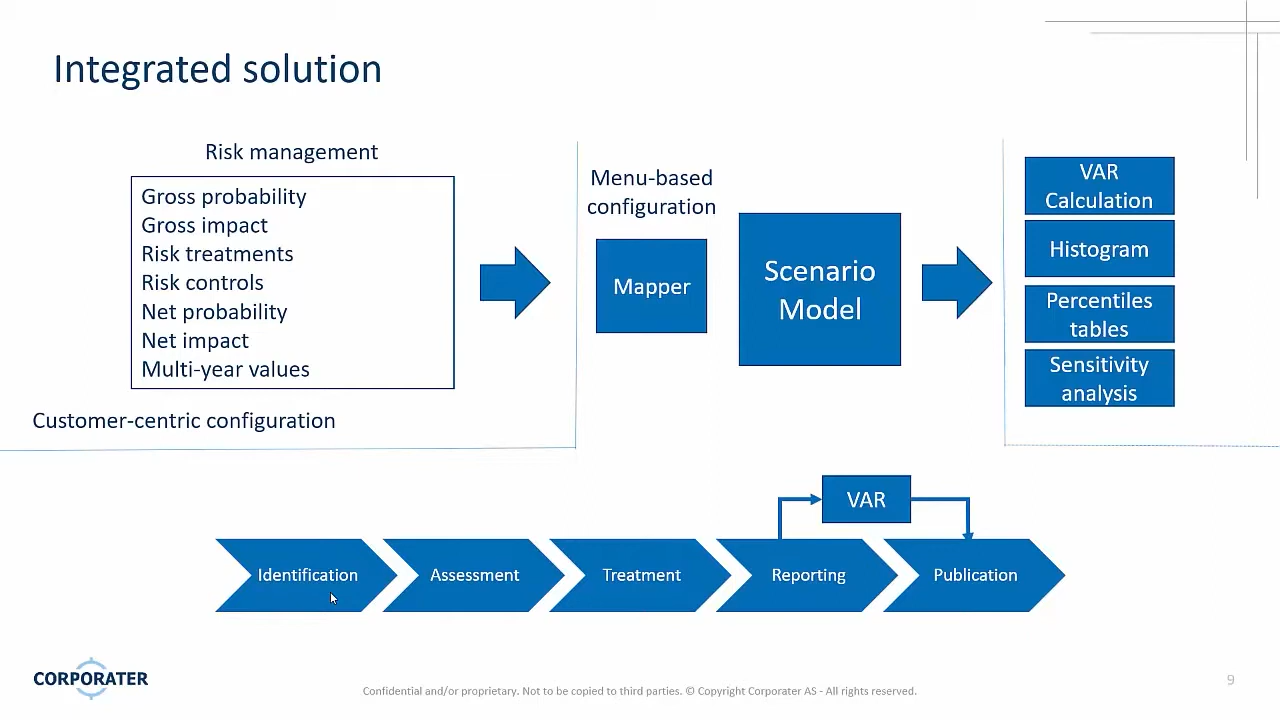 Integrated solution
Risk management
Gross probability
Gross impact
Risk treatments
Risk controls
Net probability
Net impact
Multi-year values
Customer-centric configuration
Menu-based
configuration
Mapper
Scenario
Model
VAR
Calculation
Histogram
Percentiles
tables
Sensitivity
analysis
VAR
Identification
Assessment
Treatment
Reporting
Publication
CORPORATER
Confidential and/or proprietary. Not to be copied to third parties. © Copyright Corporater AS - All rights reserved.
9